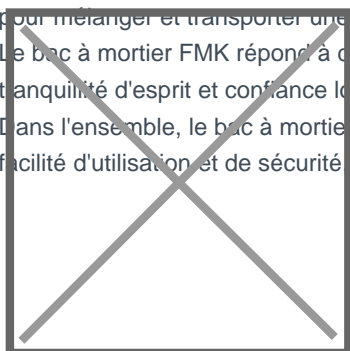 pour mélanger et transporter une
Le bac à mortier FMK répond à d
tranquillité d'esprit et confiance lo
Dans l'ensemble, le bac à mortie
facilité d'utilisation et de sécurité